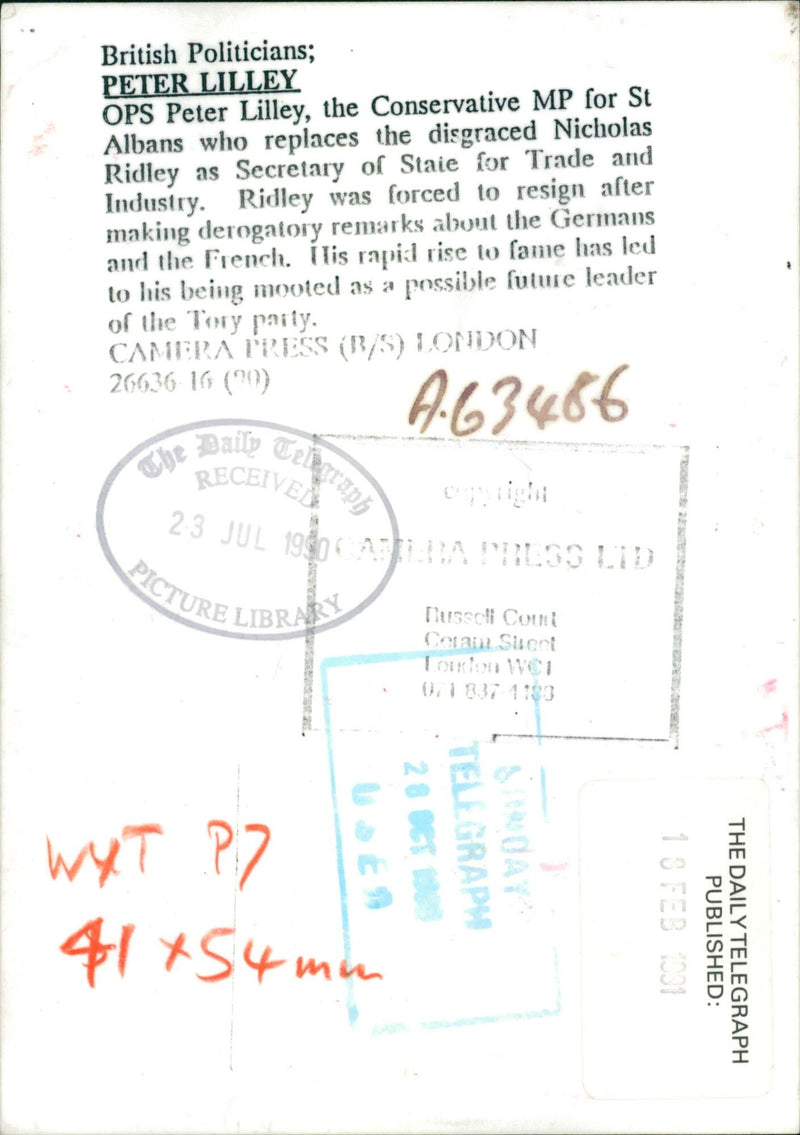 British Politicians;
PETER LILLEY
OPS Peter Lilley, the Conservative MP for St
Albans who replaces the disgraced Nicholas
Ridley as Secretary of State for Trade and
Industry. Ridley was forced to resign after
making derogatory remarks about the Germans
and the French. His rapid rise to fame has led
to his being mooted as a possible future leader
of the Tory party.
CAMERA PRESS (B/S) LONDON
26636-16 (90)
A.63486
The Daily Telegraph
RECEIVED
23 JUL 1990
PICTURE LIBRARY
copyright
CAMERA PRESS LTD
Russell Court
Coram Street
London WC1
071 837
SUNDAY
TELEGRAPH
28 OCT
USED
WXT P7
41 x 54 mm
THE DAILY TELEGRAPH
PUBLISHED:
18 FEB 1991